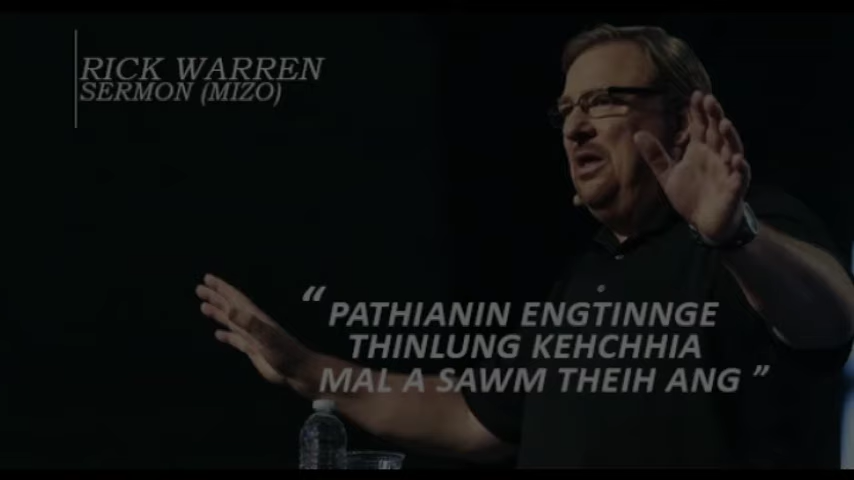 RICK WARREN
SERMON (MIZO)
“ PATHIANIN ENGTINNGE
THINLUNG KEHCHHIA
MAL A SAWM THEIH ANG ”